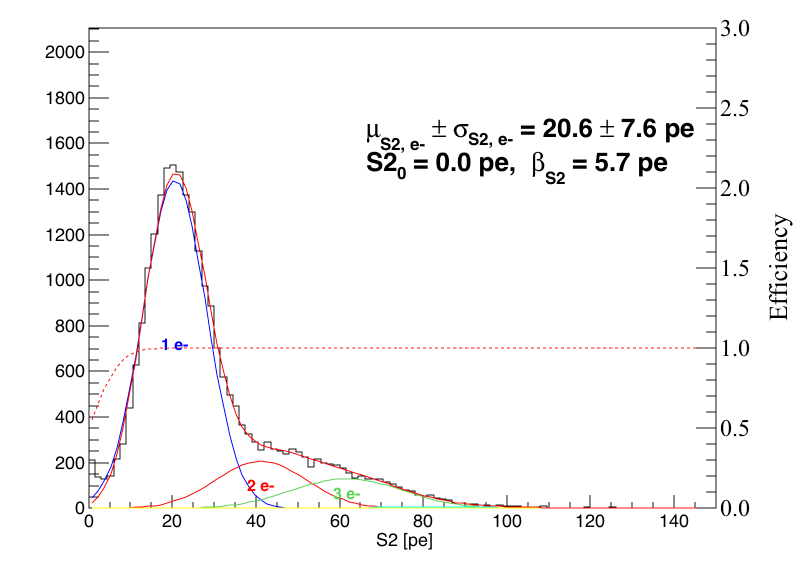 2000
1800
1600
1400
1200
1000
800
600
400
200
0
3.0
2.5
2.0
1.5
1.0
0.5
0.0
μS2, e- ± σS2, e- = 20.6 ± 7.6 pe
S20 = 0.0 pe, βS2 = 5.7 pe
Efficiency
1 e-
2 e-
3 e-
0 20 40 60 80 100 120 140
S2 [pe]